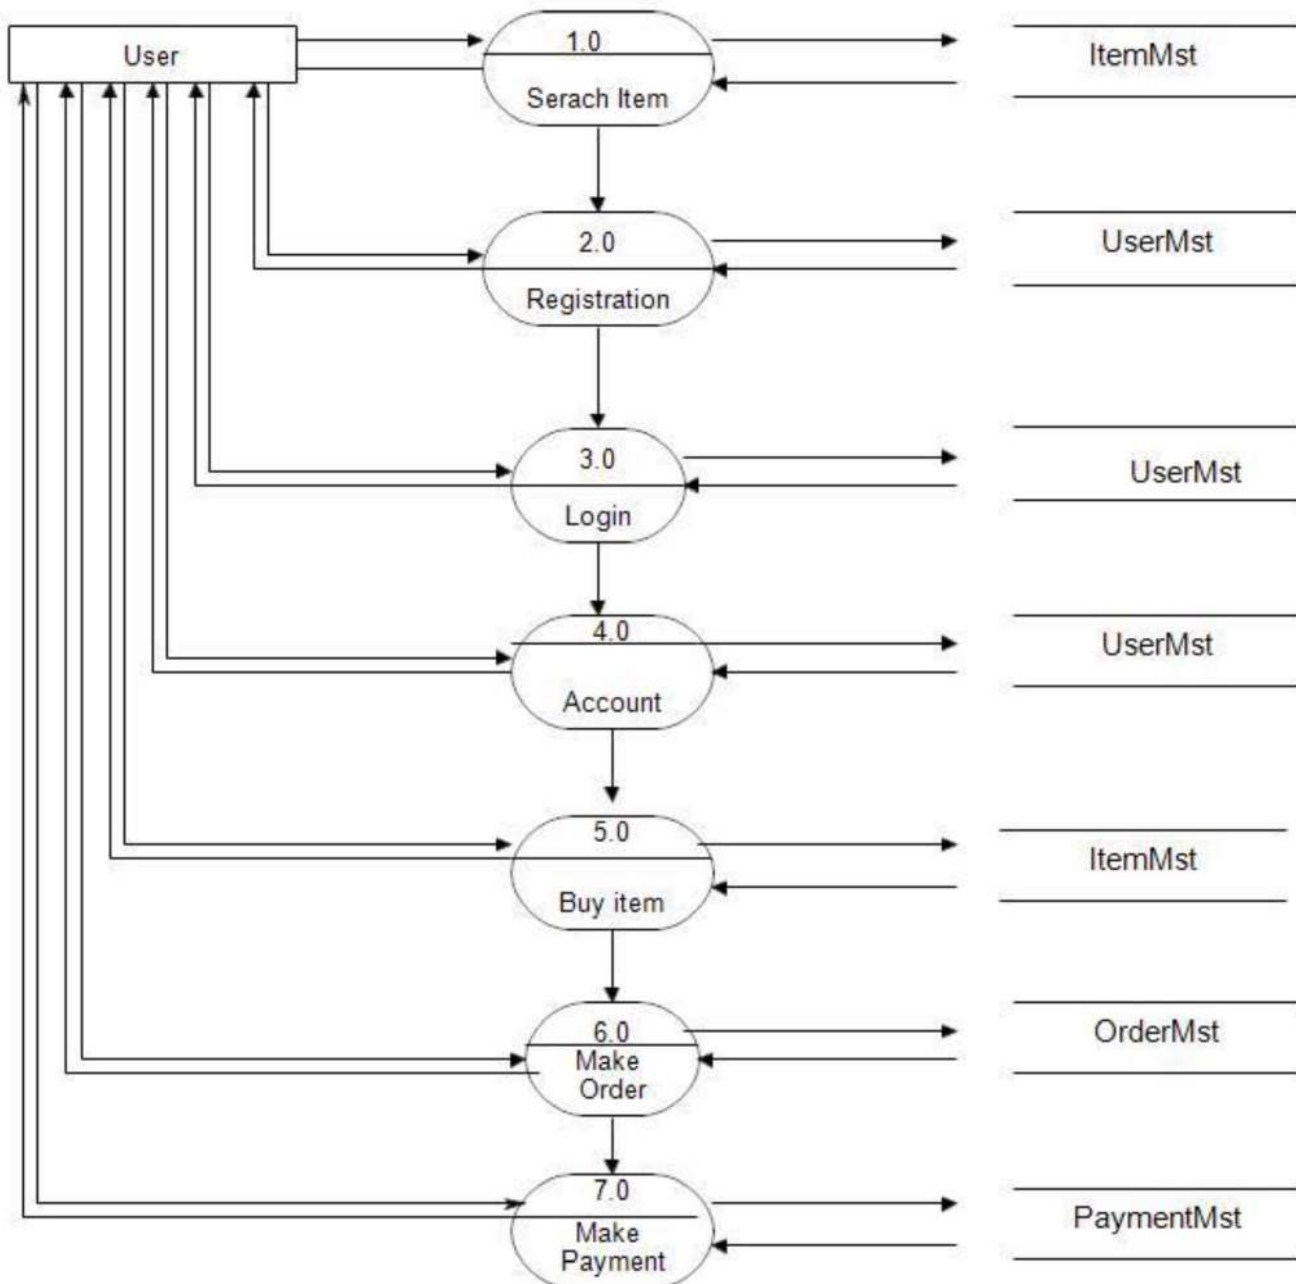 User
1.0
Serach Item
ItemMst
2.0
Registration
UserMst
3.0
Login
UserMst
4.0
Account
UserMst
5.0
Buy item
ItemMst
6.0
Make
Order
OrderMst
7.0
Make
Payment
PaymentMst